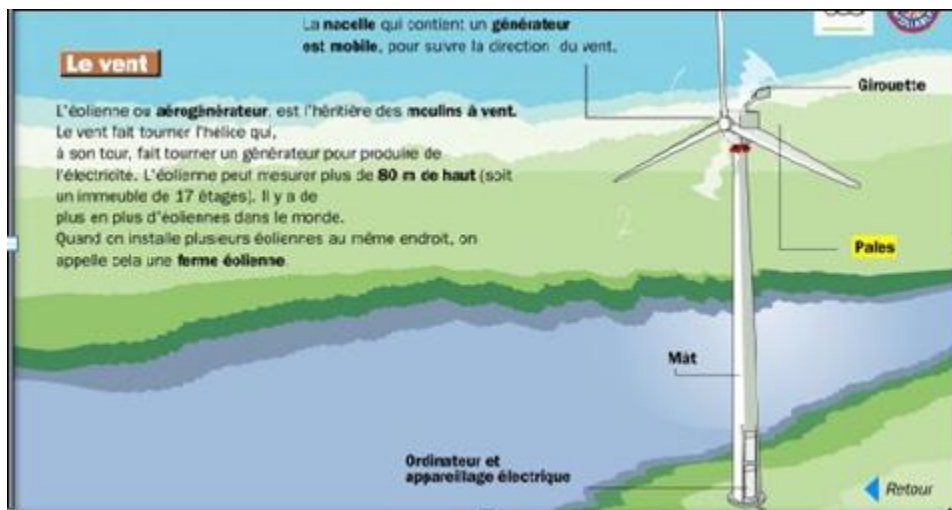 La nacelle qui contient un générateur
est mobile, pour suivre la direction du vent.
Le vent
L'éolienne ou aérogénérateur, est l'héritière des moulins à vent.
Le vent fait tourner l'hélice qui,
à son tour, fait tourner un générateur pour produire de
l'électricité. L'éolienne peut mesurer plus de 80 m de haut (soit
un immeuble de 17 étages). Il y a de
plus en plus d'éoliennes dans le monde.
Quand on installe plusieurs éoliennes au même endroit, on
appelle cela une ferme éolienne
Girouette
Pales
Mât
Ordinateur et
appareillage électrique
Retour